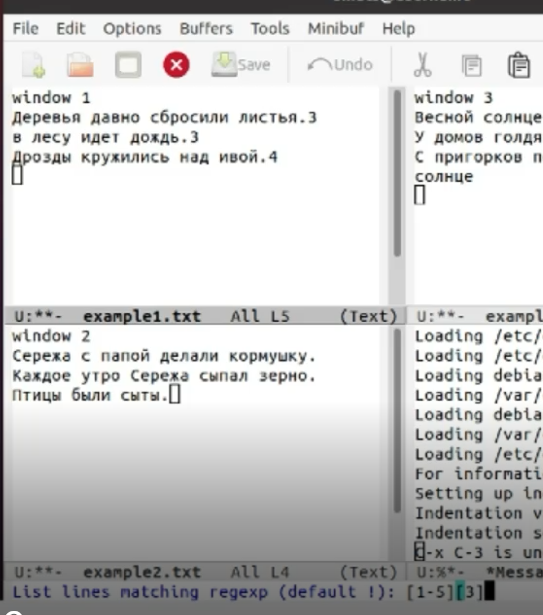 File Edit Options Buffers Tools Minibuf Help
Save Undo
window 1
Деревья давно сбросили листья.3
в лесу идет дождь.3
Дрозды кружились над ивой.4
U:**- example1.txt All L5 (Text)
window 3
Весной солнце
У домов голдя
С пригорков п
солнце
U:**- exampl
window 2
Сережа с папой делали кормушку.
Каждое утро Сережа сыпал зерно.
Птицы были сыты.
U:**- example2.txt All L4 (Text)
Loading /etc/
Loading /etc/
Loading debia
Loading /var/
Loading debia
Loading /var/
Loading /etc/
For informati
Setting up in
Indentation v
Indentation s
C-x C-3 is un
U:%*- *Messa
List lines matching regexp (default !): [1-5][3]